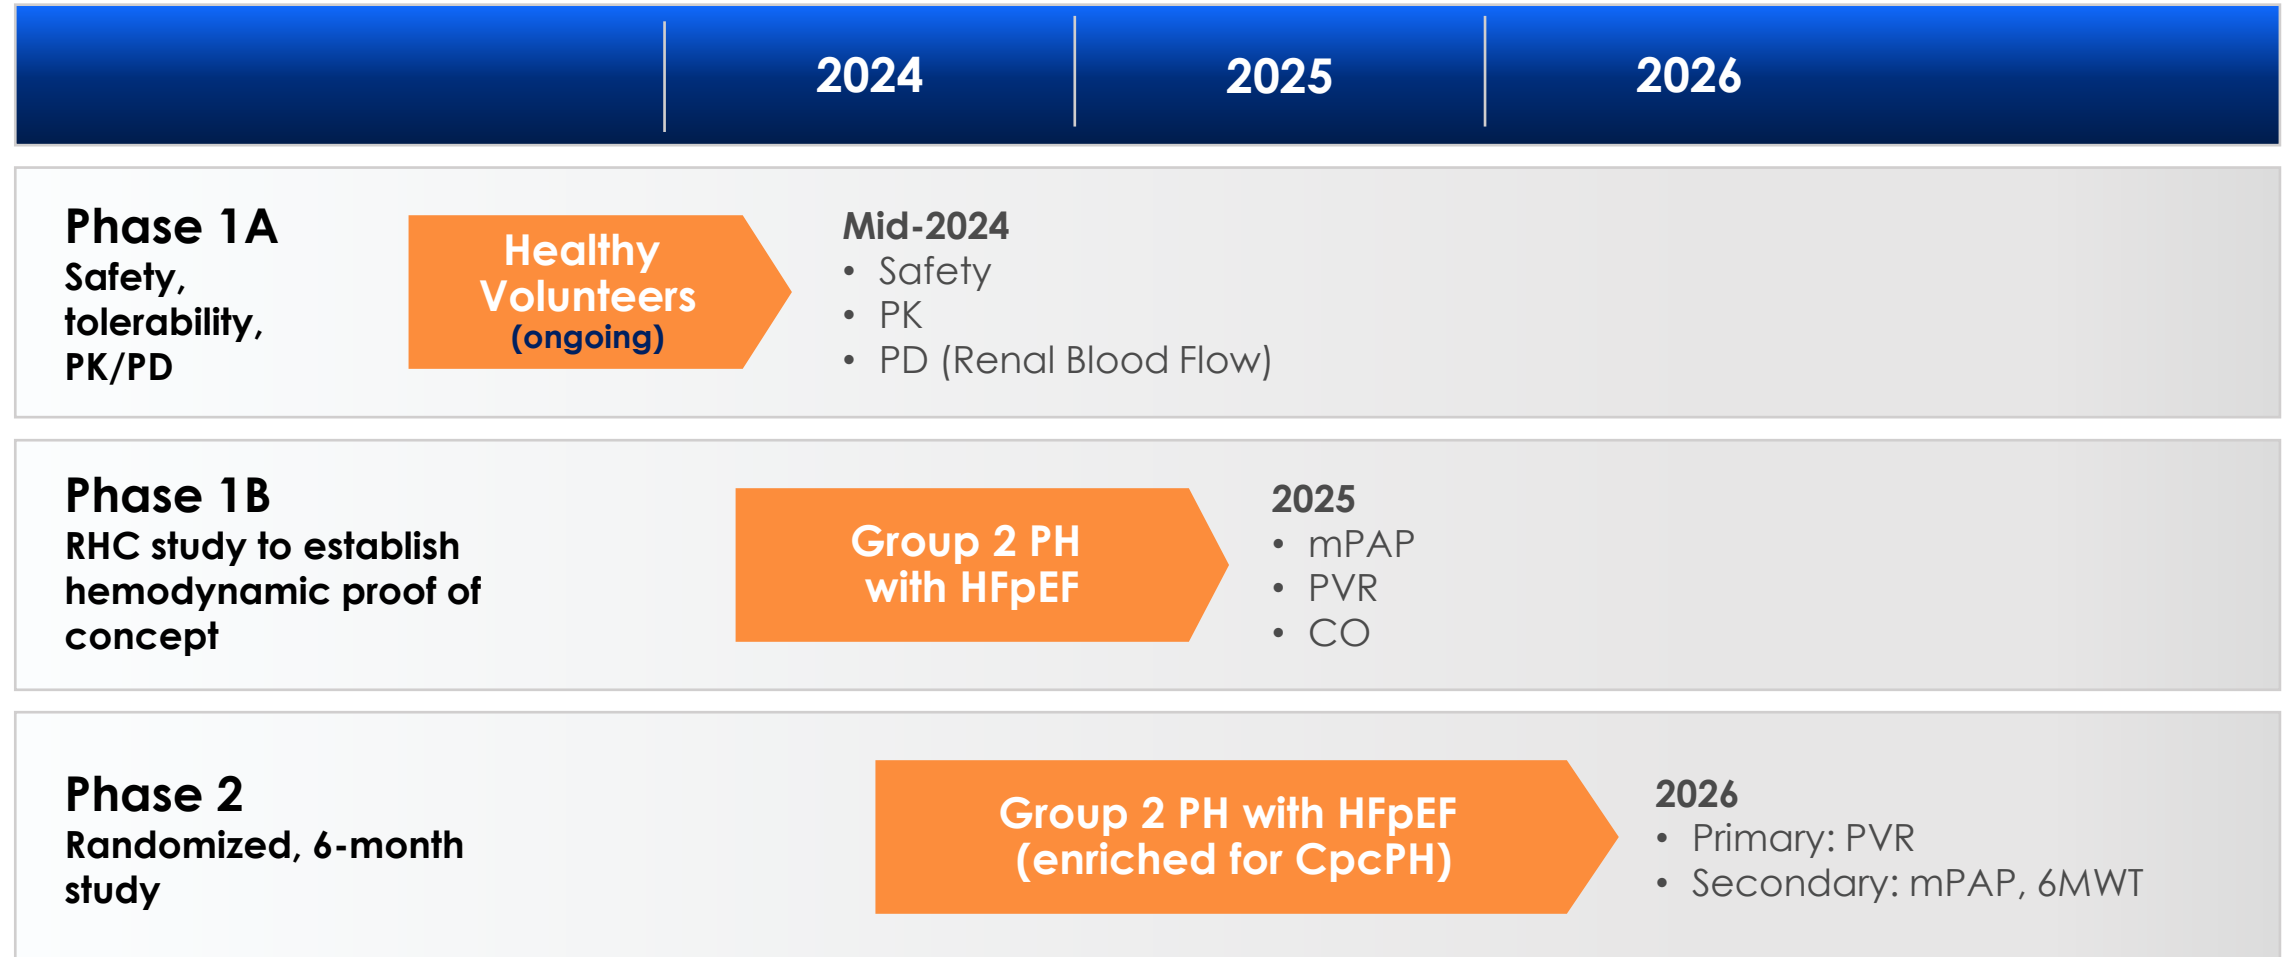 2024 2025 2026
Phase 1A
Safety,
tolerability,
PK/PD
Healthy
Volunteers
(ongoing)
Mid-2024
• Safety
• PK
• PD (Renal Blood Flow)
Phase 1B
RHC study to establish
hemodynamic proof of
concept
Group 2 PH
with HFpEF
2025
• mPAP
• PVR
• CO
Phase 2
Randomized, 6-month
study
Group 2 PH with HFpEF
(enriched for CpcPH)
2026
• Primary: PVR
• Secondary: mPAP, 6MWT